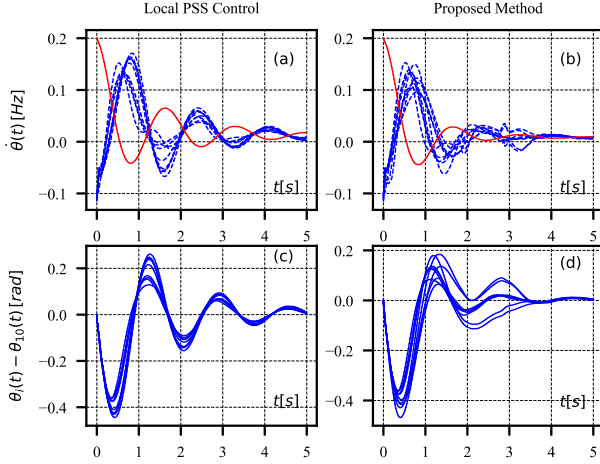 Local PSS Control
Proposed Method
0.2
0.1
0.0
−0.1
θ̇(t) [Hz]
(a)
t[s]
0 1 2 3 4 5
0.2
0.1
0.0
−0.1
(b)
t[s]
0 1 2 3 4 5
0.2
0.0
−0.2
−0.4
θᵢ(t) − θ₁₀(t) [rad]
(c)
t[s]
0 1 2 3 4 5
0.2
0.0
−0.2
−0.4
(d)
t[s]
0 1 2 3 4 5